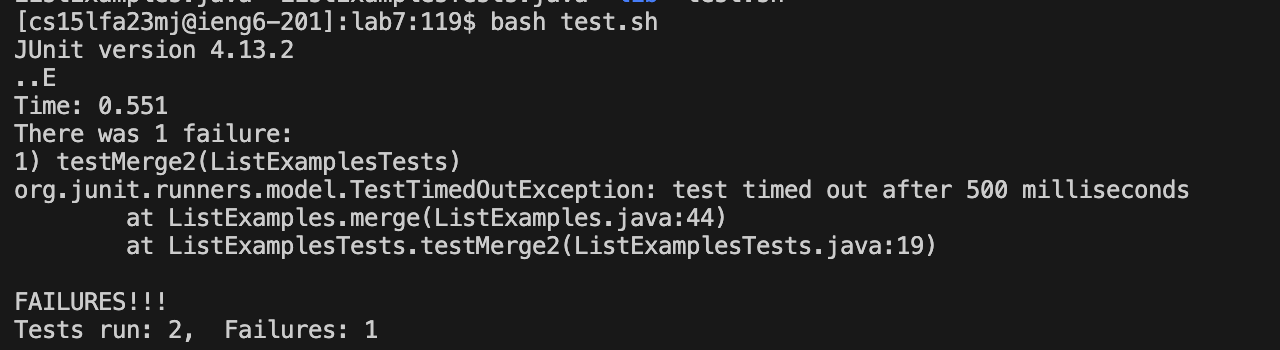 [cs15lfa23mj@ieng6-201]:lab7:119$ bash test.sh
JUnit version 4.13.2
..E
Time: 0.551
There was 1 failure:
1) testMerge2(ListExamplesTests)
org.junit.runners.model.TestTimedOutException: test timed out after 500 milliseconds
        at ListExamples.merge(ListExamples.java:44)
        at ListExamplesTests.testMerge2(ListExamplesTests.java:19)

FAILURES!!!
Tests run: 2,  Failures: 1